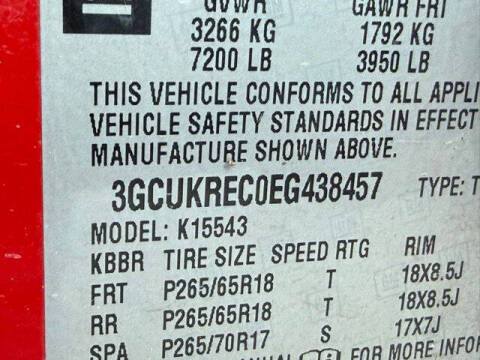 GVWR GAWR FRT
3266 KG 1792 KG
7200 LB 3950 LB
THIS VEHICLE CONFORMS TO ALL APPLI
VEHICLE SAFETY STANDARDS IN EFFECT
MANUFACTURE SHOWN ABOVE.
3GCUKREC0EG438457 TYPE: T
MODEL: K15543
KBBR TIRE SIZE SPEED RTG RIM
FRT P265/65R18 T 18X8.5J
RR P265/65R18 T 18X8.5J
SPA P265/70R17 S 17X7J
FOR MORE INFOR